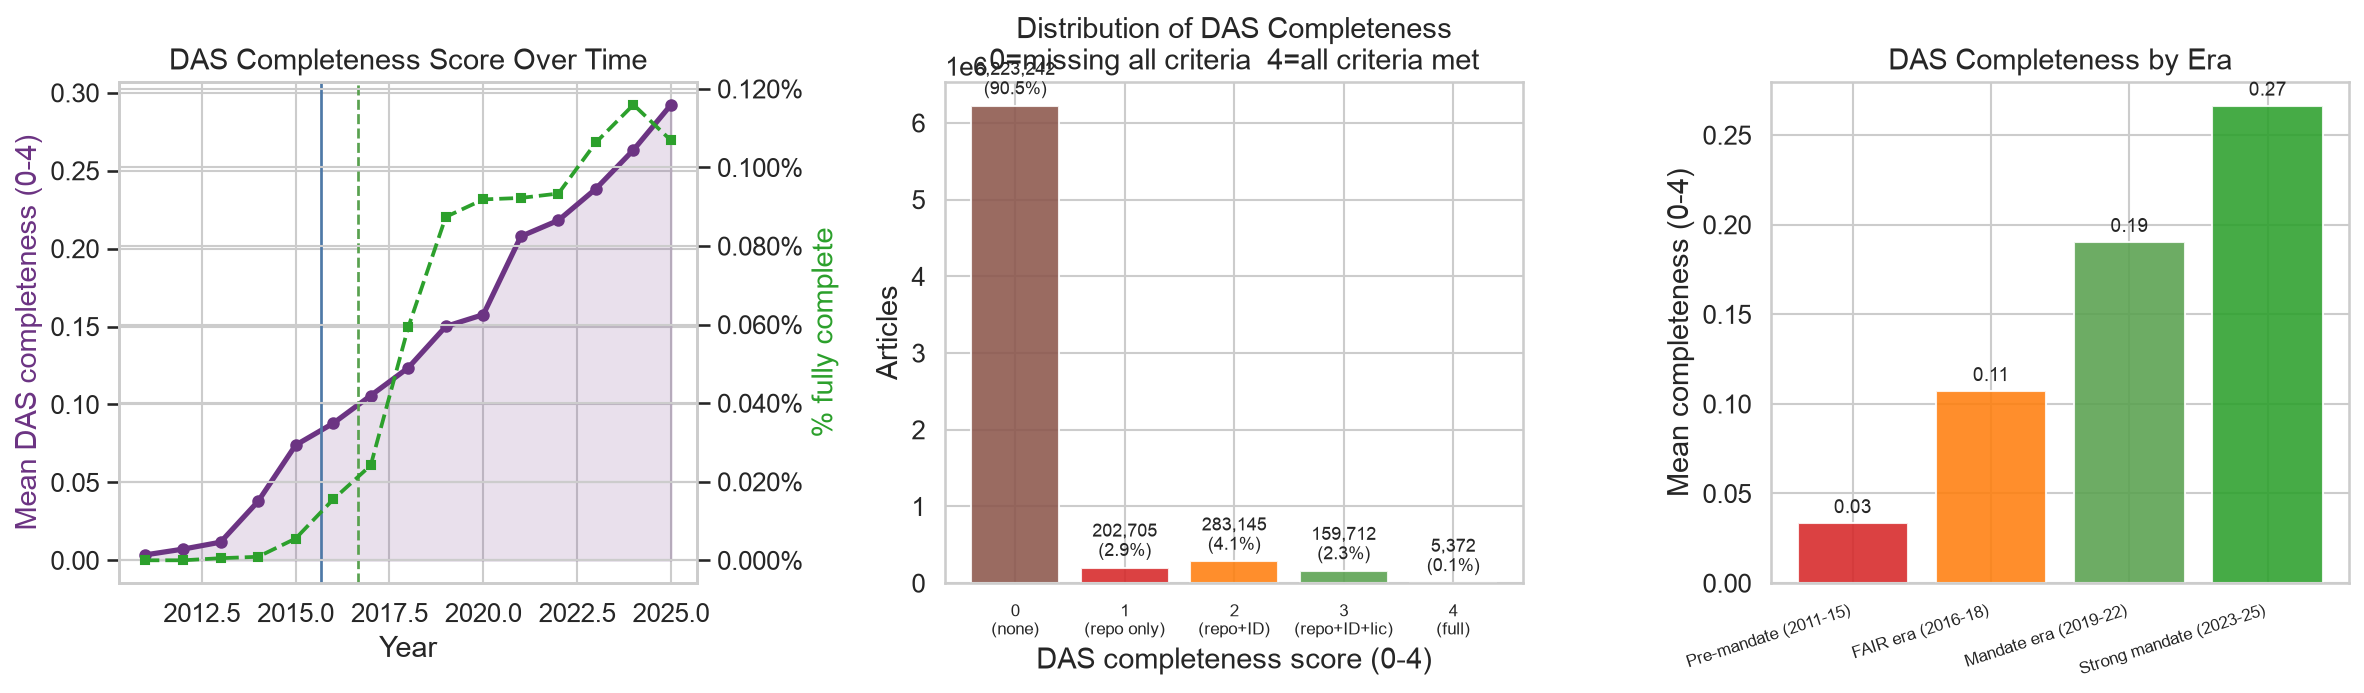 DAS Completeness Score Over Time
Mean DAS completeness (0-4)
0.30
0.25
0.20
0.15
0.10
0.05
0.00
0.120%
0.100%
0.080%
0.060%
0.040%
0.020%
0.000%
% fully complete
2012.5 2015.0 2017.5 2020.0 2022.5 2025.0
Year
Distribution of DAS Completeness
0=missing all criteria 4=all criteria met
1e6
6,223,242
(90.5%)
Articles
6
5
4
3
2
1
0
202,705
(2.9%)
283,145
(4.1%)
159,712
(2.3%)
5,372
(0.1%)
0
(none)
1
(repo only)
2
(repo+ID)
3
(repo+ID+lic)
4
(full)
DAS completeness score (0-4)
DAS Completeness by Era
Mean completeness (0-4)
0.25
0.20
0.15
0.10
0.05
0.00
0.03
0.11
0.19
0.27
Pre-mandate (2011-15)
FAIR era (2016-18)
Mandate era (2019-22)
Strong mandate (2023-25)